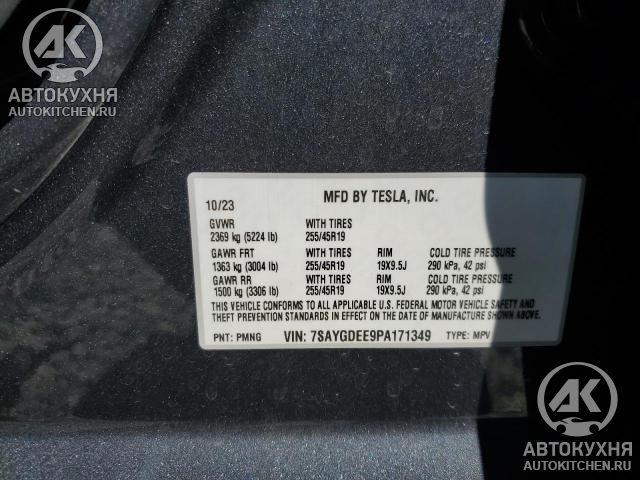 АК
АВТОКУХНЯ
AUTOKITCHEN.RU
10/23 MFD BY TESLA, INC.
GVWR WITH TIRES
2369 kg (5224 lb) 255/45R19
GAWR FRT WITH TIRES RIM COLD TIRE PRESSURE
1363 kg (3004 lb) 255/45R19 19X9.5J 290 kPa, 42 psi
GAWR RR WITH TIRES RIM COLD TIRE PRESSURE
1500 kg (3306 lb) 255/45R19 19X9.5J 290 kPa, 42 psi
THIS VEHICLE CONFORMS TO ALL APPLICABLE U.S. FEDERAL MOTOR VEHICLE SAFETY AND
THEFT PREVENTION STANDARDS IN EFFECT ON THE DATE OF MANUFACTURE SHOWN ABOVE.
PNT: PMNG VIN: 7SAYGDEE9PA171349 TYPE: MPV
АК
АВТОКУХНЯ
AUTOKITCHEN.RU